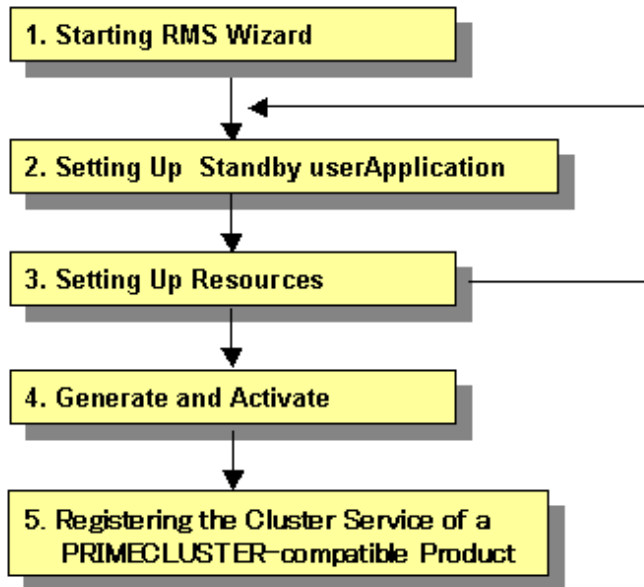 1. Starting RMS Wizard
2. Setting Up Standby userApplication
3. Setting Up Resources
4. Generate and Activate
5. Registering the Cluster Service of a
PRIMECLUSTER-compatible Product